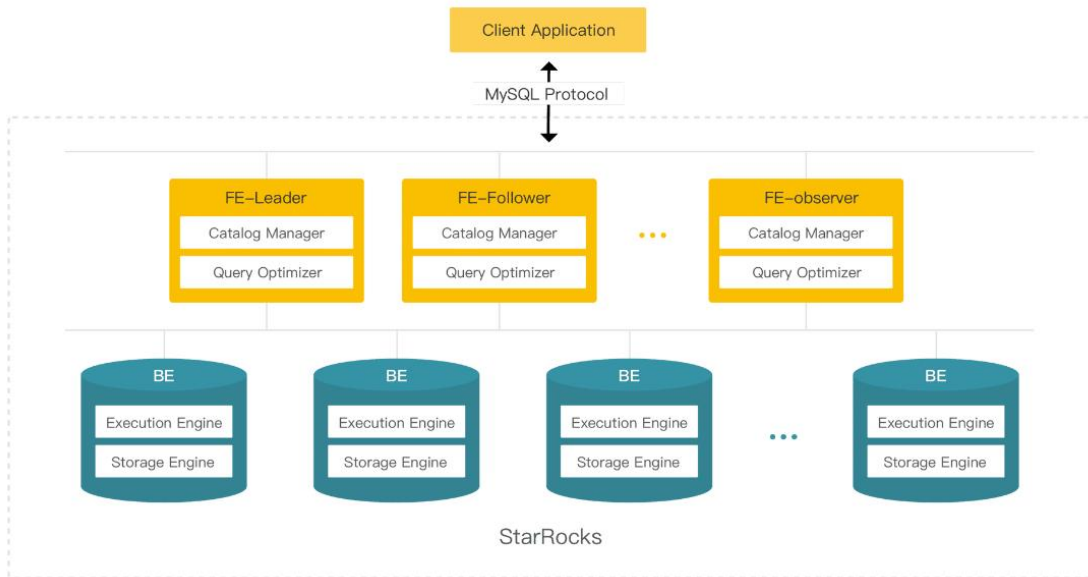 Client Application
MySQL Protocol
FE-Leader FE-Follower FE-observer
Catalog Manager Catalog Manager ... Catalog Manager
Query Optimizer Query Optimizer Query Optimizer
BE BE BE BE
Execution Engine Execution Engine Execution Engine ... Execution Engine
Storage Engine Storage Engine Storage Engine Storage Engine
StarRocks